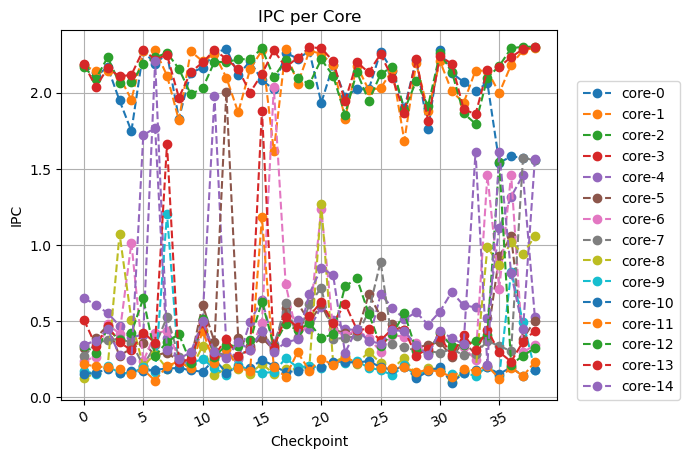 IPC per Core
IPC
2.0
1.5
1.0
0.5
0.0
0
5
10
15
20
25
30
35
Checkpoint
core-0
core-1
core-2
core-3
core-4
core-5
core-6
core-7
core-8
core-9
core-10
core-11
core-12
core-13
core-14